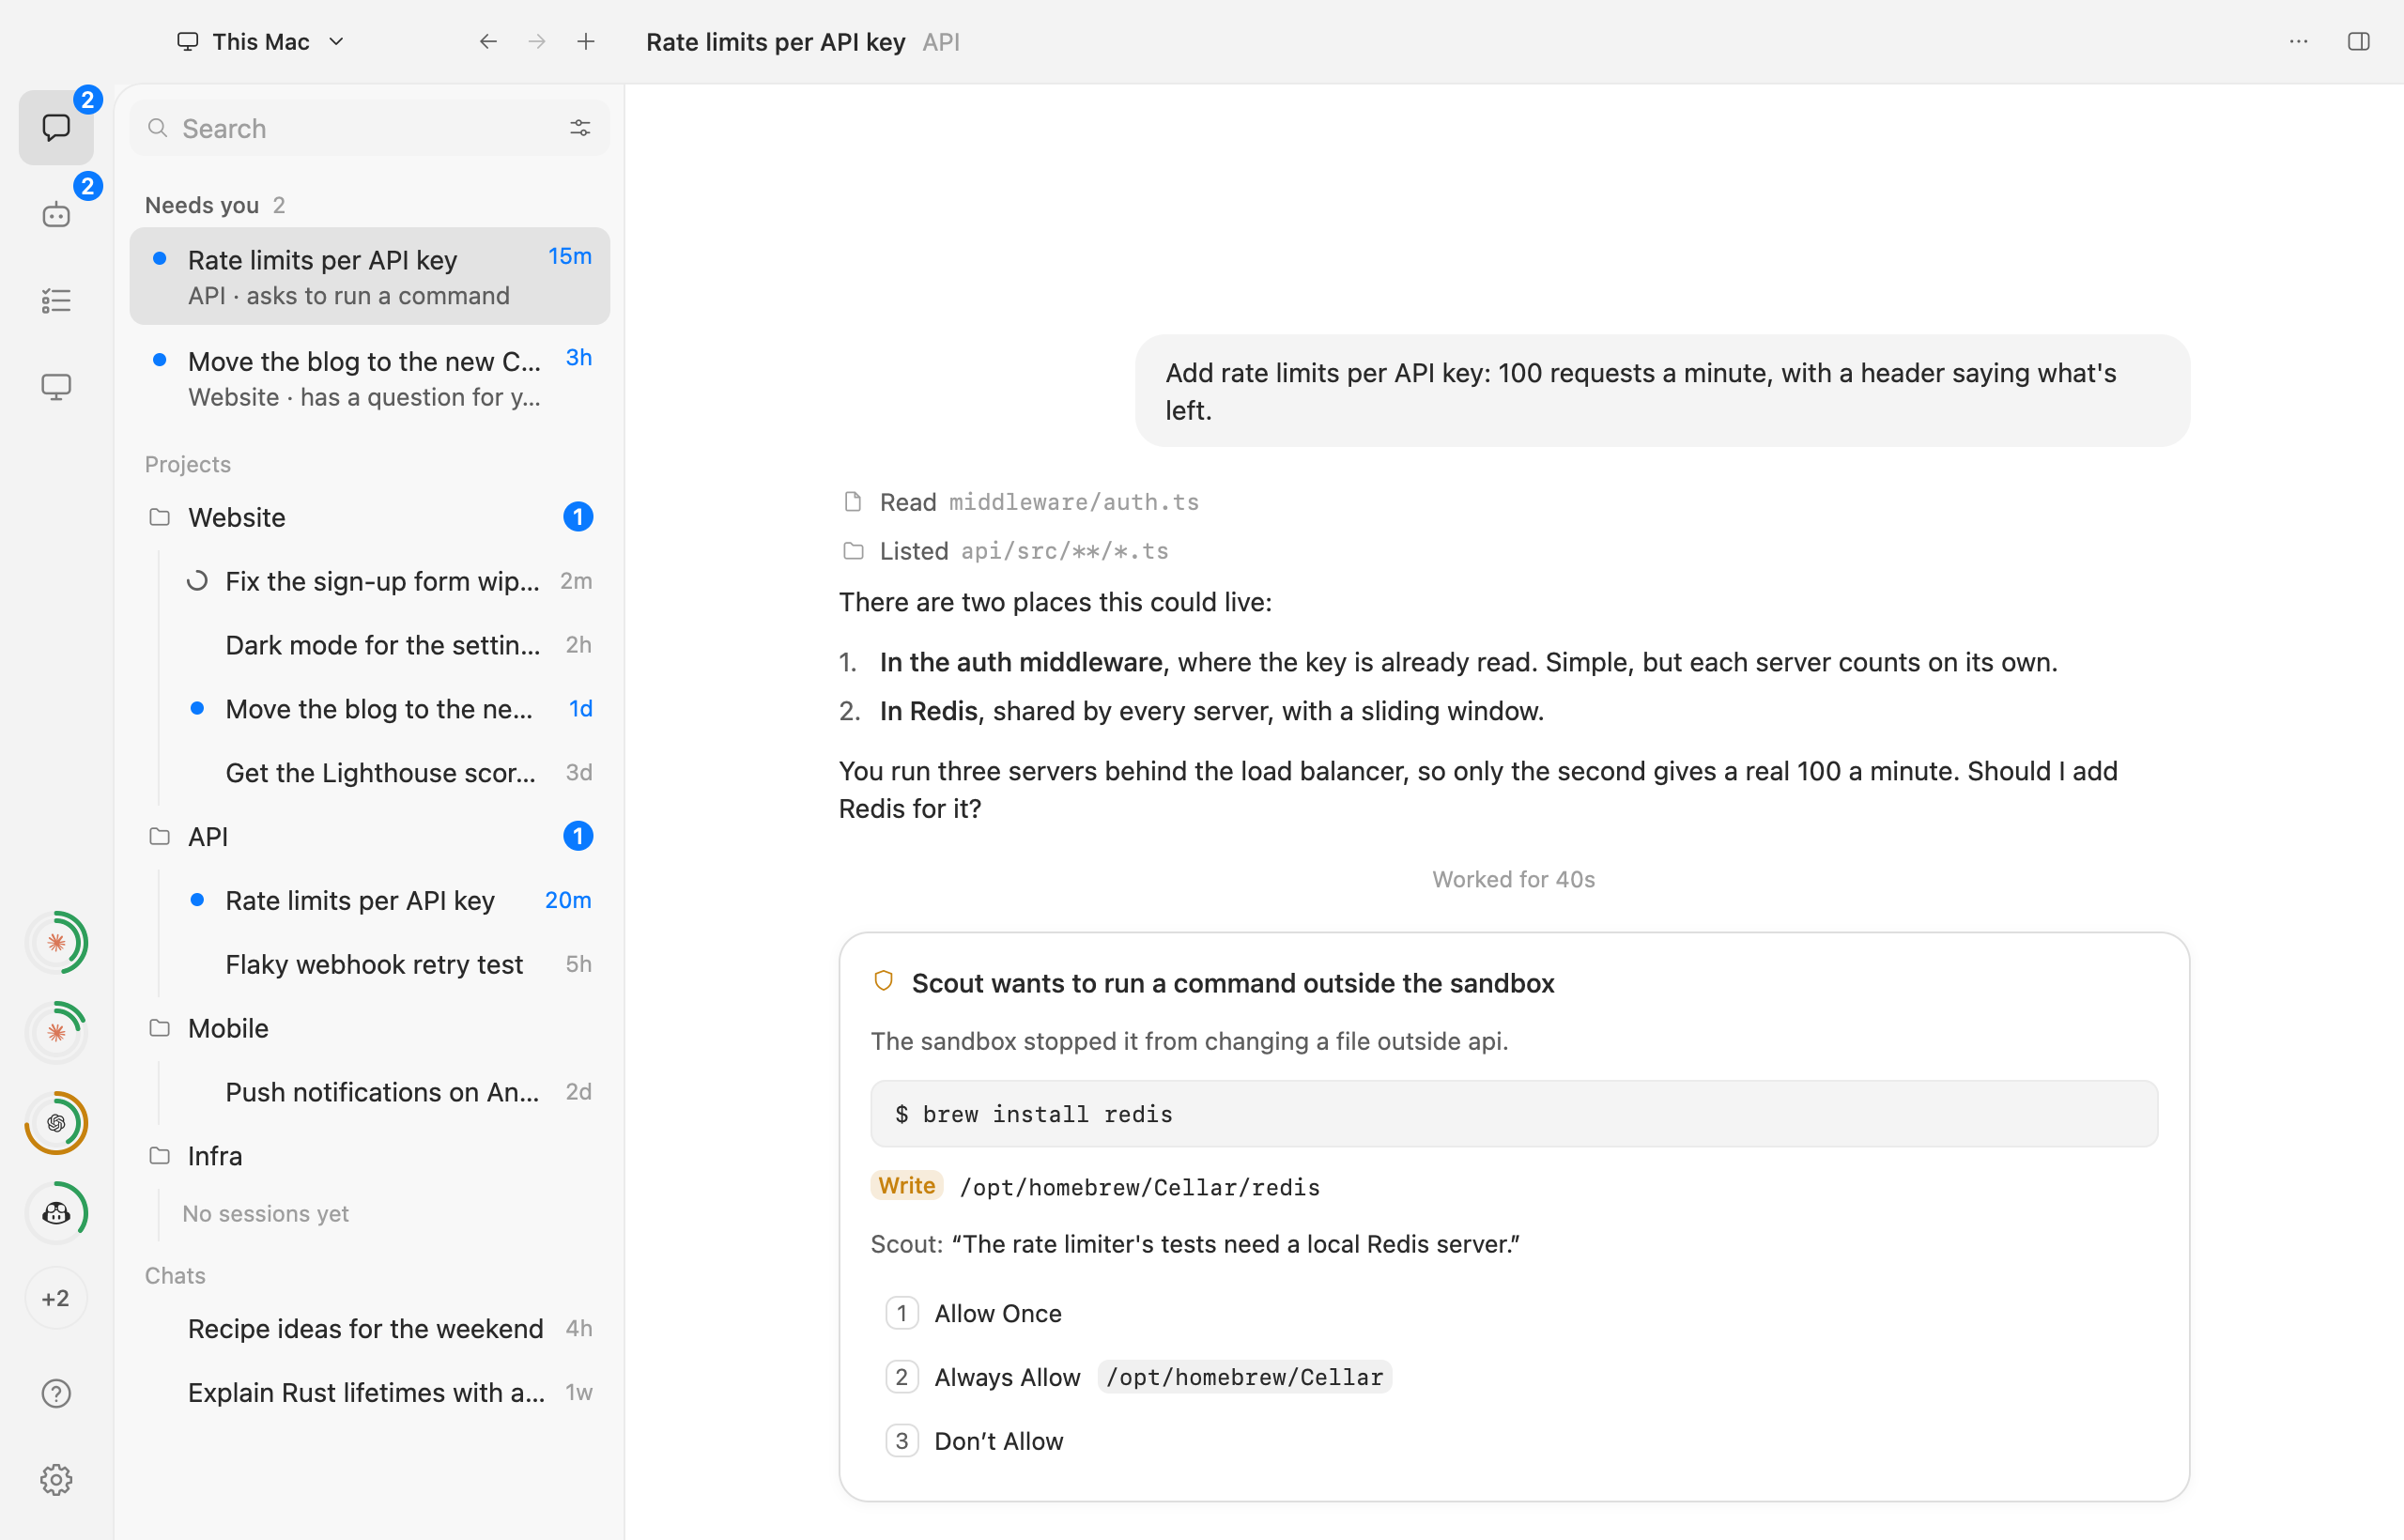 This Mac
Rate limits per API key API
2
2
Search
Needs you 2
Rate limits per API key 15m
API · asks to run a command
Move the blog to the new C... 3h
Website · has a question for y...
Projects
Website 1
Fix the sign-up form wip... 2m
Dark mode for the settin... 2h
Move the blog to the ne... 1d
Get the Lighthouse scor... 3d
API 1
Rate limits per API key 20m
Flaky webhook retry test 5h
Mobile
Push notifications on An... 2d
Infra
No sessions yet
Chats
Recipe ideas for the weekend 4h
Explain Rust lifetimes with a... 1w
+2
Add rate limits per API key: 100 requests a minute, with a header saying what's
left.
Read middleware/auth.ts
Listed api/src/**/*.ts
There are two places this could live:
1. In the auth middleware, where the key is already read. Simple, but each server counts on its own.
2. In Redis, shared by every server, with a sliding window.
You run three servers behind the load balancer, so only the second gives a real 100 a minute. Should I add
Redis for it?
Worked for 40s
Scout wants to run a command outside the sandbox
The sandbox stopped it from changing a file outside api.
$ brew install redis
Write /opt/homebrew/Cellar/redis
Scout: “The rate limiter's tests need a local Redis server.”
1 Allow Once
2 Always Allow /opt/homebrew/Cellar
3 Don’t Allow